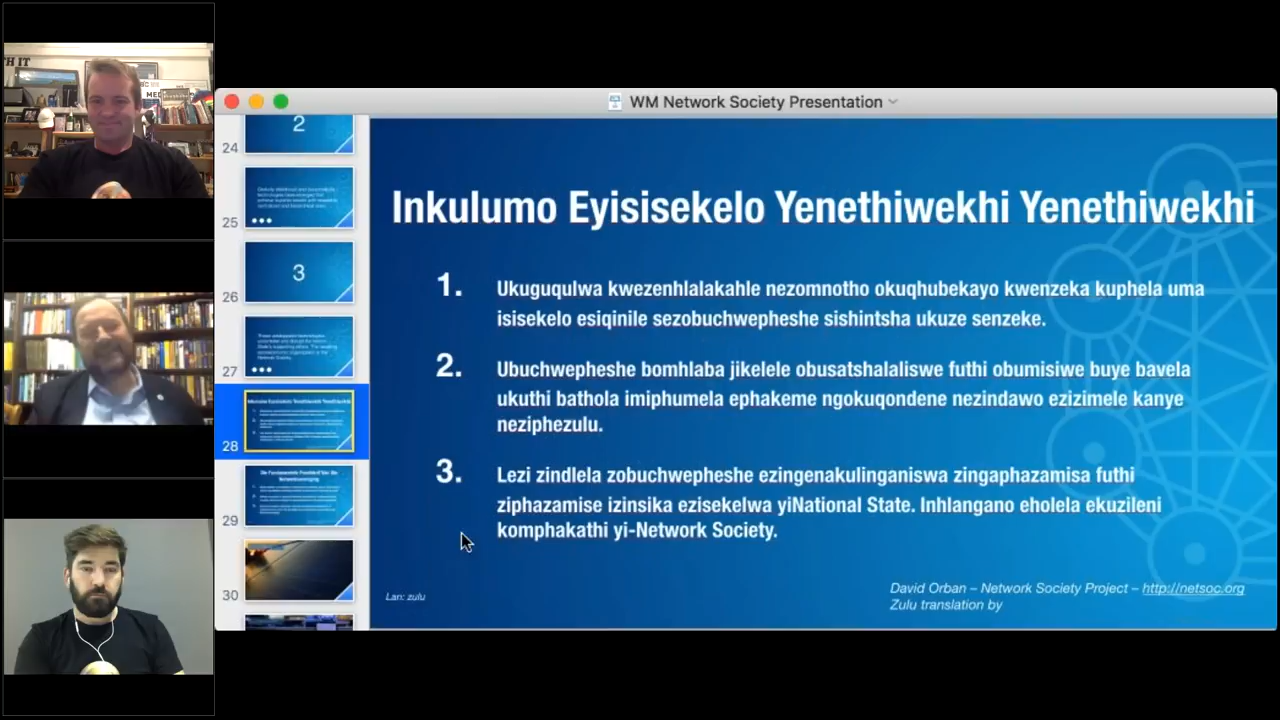 TH IT
WM Network Society Presentation
24
2
25
26
3
27
28
29
30
Inkulumo Eyisisekelo Yenethiwekhi Yenethiwekhi
1. Ukuguqulwa kwezenhlalakahle nezomnotho okuqhubekayo kwenzeka kuphela uma
isisekelo esiqinile sezobuchwepheshe sishintsha ukuze senzeke.
2. Ubuchwepheshe bomhlaba jikelele obusatshalaliswe futhi obumisiwe buye bavela
ukuthi bathola imiphumela ephakeme ngokuqondene nezindawo ezizimele kanye
neziphezulu.
3. Lezi zindlela zobuchwepheshe ezingenakulinganiswa zingaphazamisa futhi
ziphazamise izinsika ezisekelwa yiNational State. Inhlangano eholela ekuzileni
komphakathi yi-Network Society.
Lan: zulu
David Orban – Network Society Project – http://netsoc.org
Zulu translation by